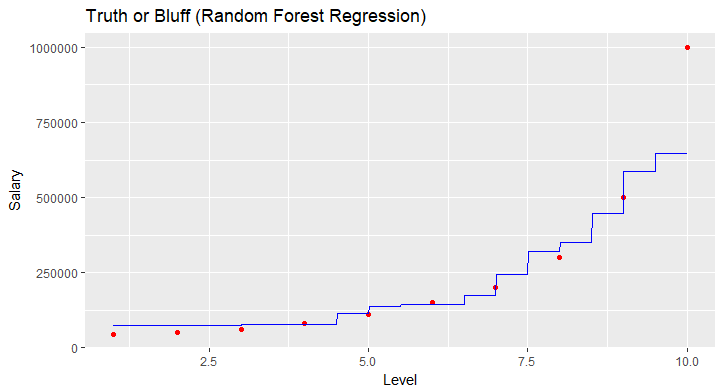 Truth or Bluff (Random Forest Regression)
1000000
750000
500000
250000
0
Salary
2.5 5.0 7.5 10.0
Level